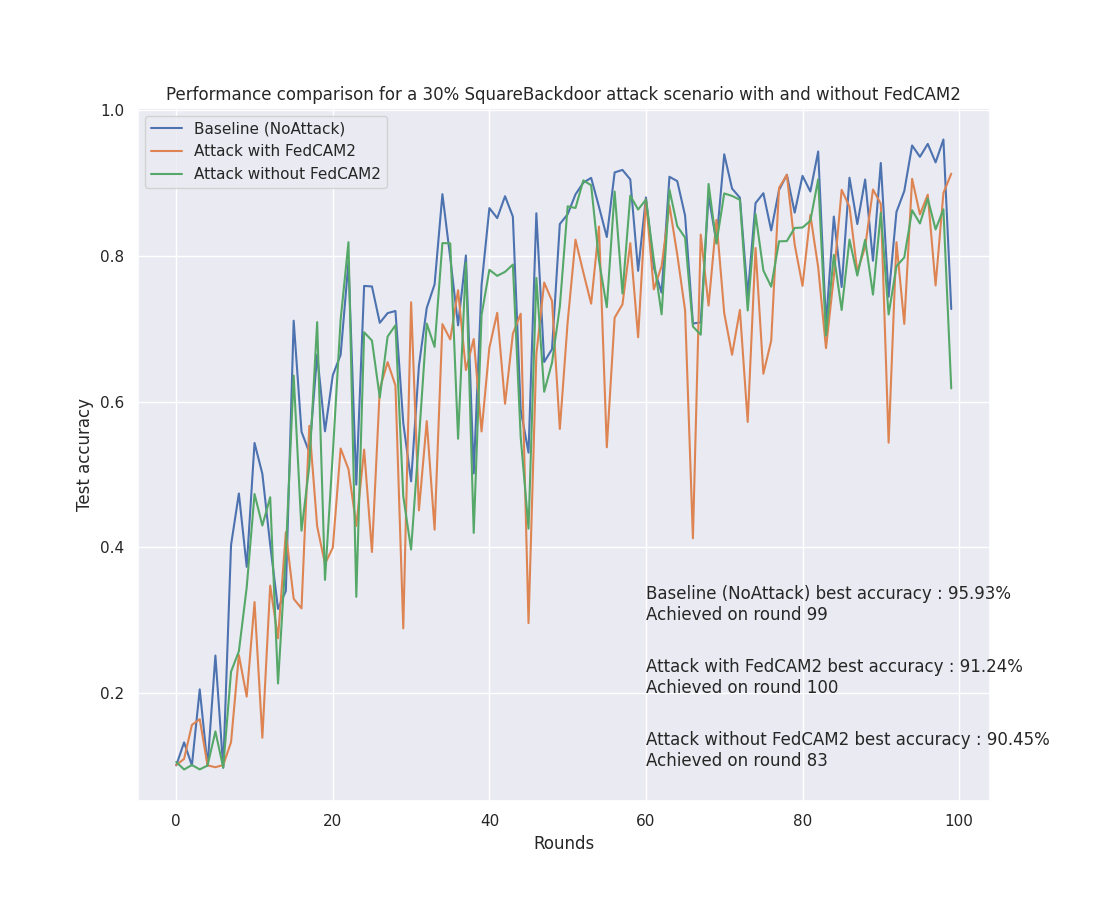 Performance comparison for a 30% SquareBackdoor attack scenario with and without FedCAM2
1.0
0.8
0.6
0.4
0.2
Test accuracy
Baseline (NoAttack)
Attack with FedCAM2
Attack without FedCAM2
Baseline (NoAttack) best accuracy : 95.93%
Achieved on round 99
Attack with FedCAM2 best accuracy : 91.24%
Achieved on round 100
Attack without FedCAM2 best accuracy : 90.45%
Achieved on round 83
0 20 40 60 80 100
Rounds